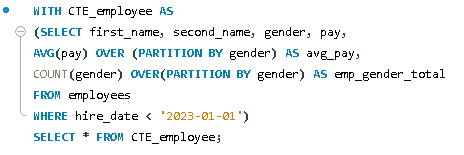 WITH CTE_employee AS
(SELECT first_name, second_name, gender, pay,
AVG(pay) OVER (PARTITION BY gender) AS avg_pay,
COUNT(gender) OVER(PARTITION BY gender) AS emp_gender_total
FROM employees
WHERE hire_date < '2023-01-01')
SELECT * FROM CTE_employee;